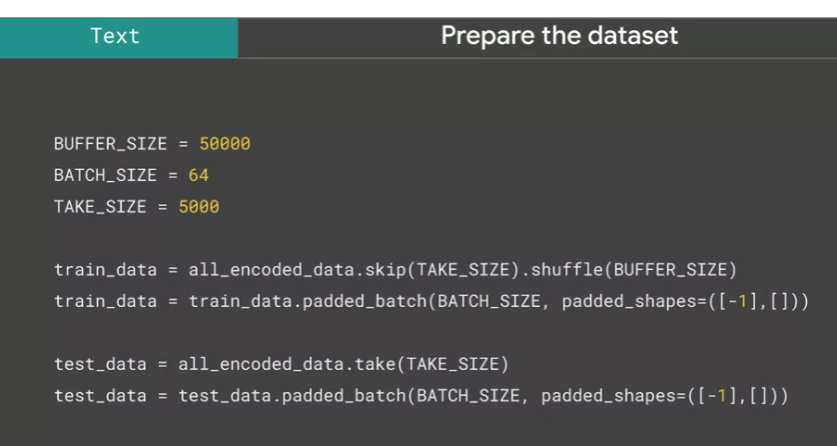 Text
Prepare the dataset
BUFFER_SIZE = 50000
BATCH_SIZE = 64
TAKE_SIZE = 5000
train_data = all_encoded_data.skip(TAKE_SIZE).shuffle(BUFFER_SIZE)
train_data = train_data.padded_batch(BATCH_SIZE, padded_shapes=([-1],[]))
test_data = all_encoded_data.take(TAKE_SIZE)
test_data = test_data.padded_batch(BATCH_SIZE, padded_shapes=([-1],[]))